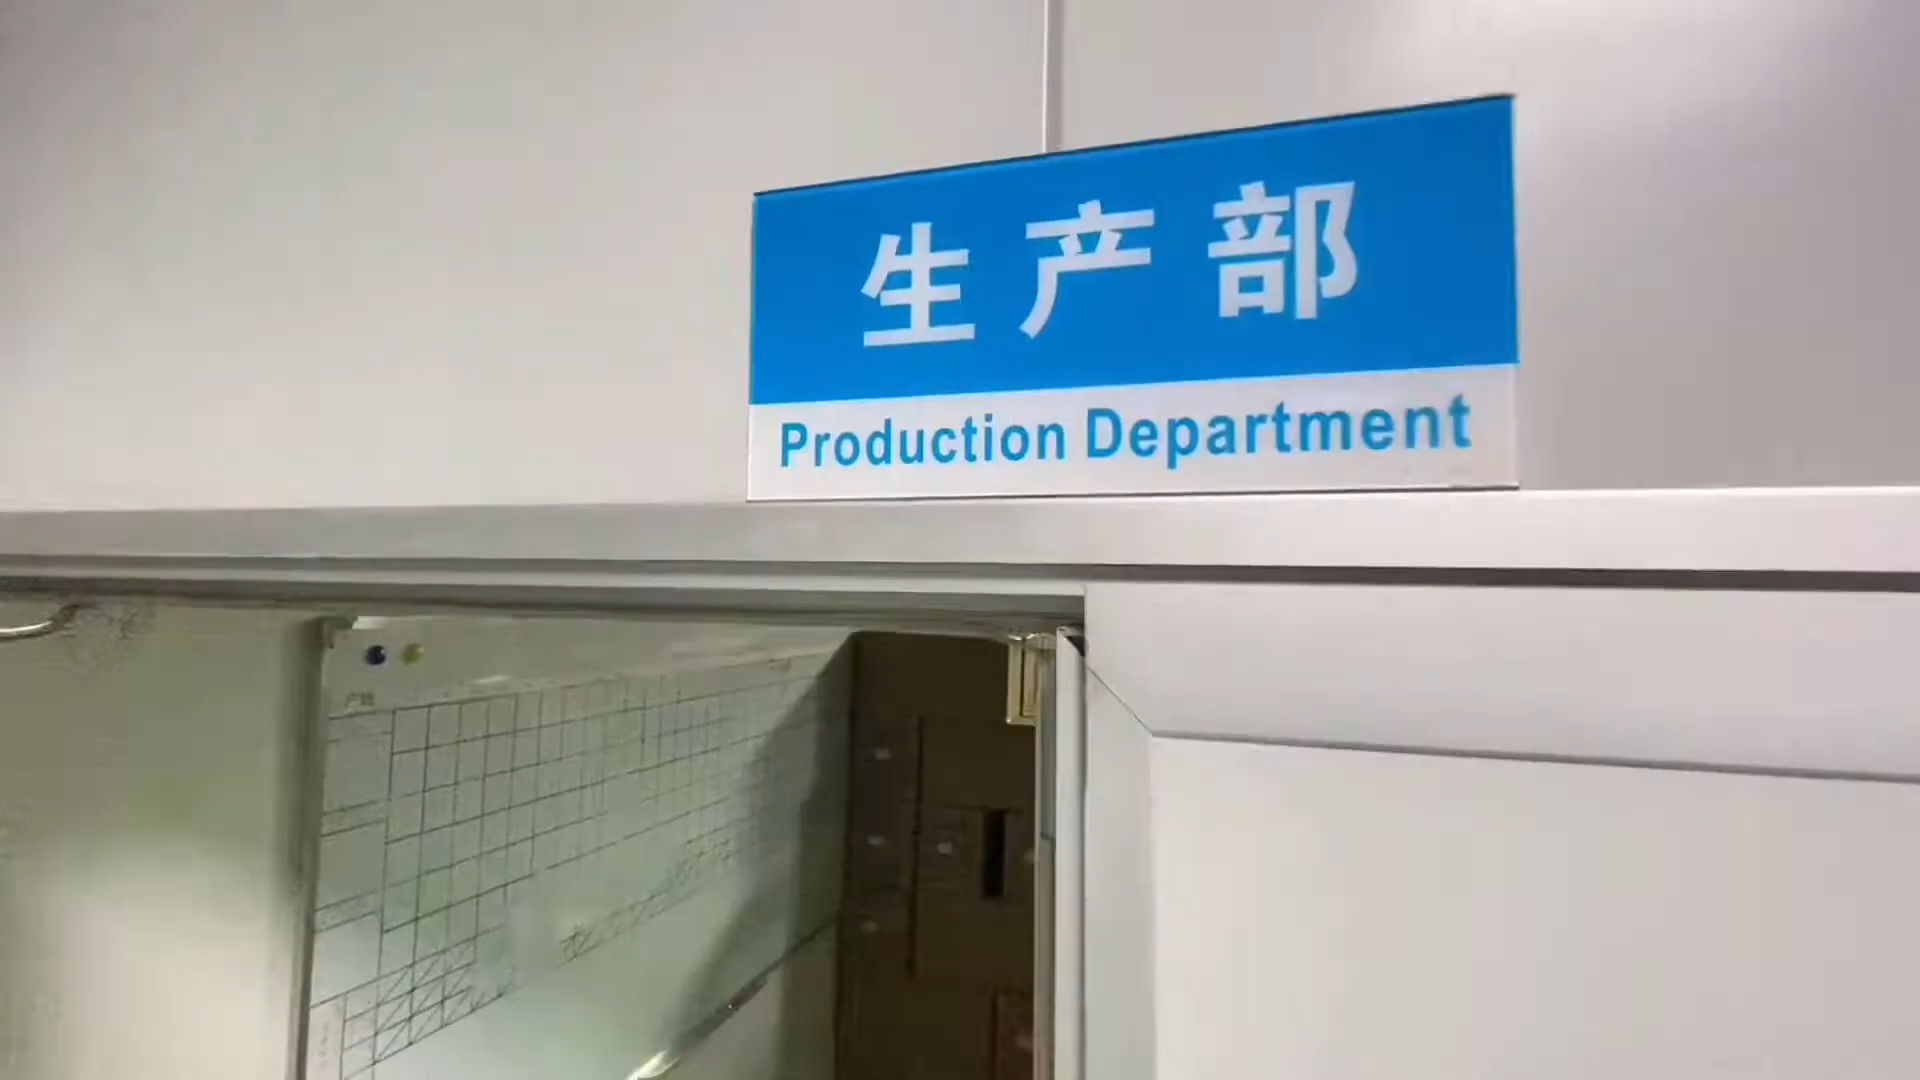 生产部
Production Department